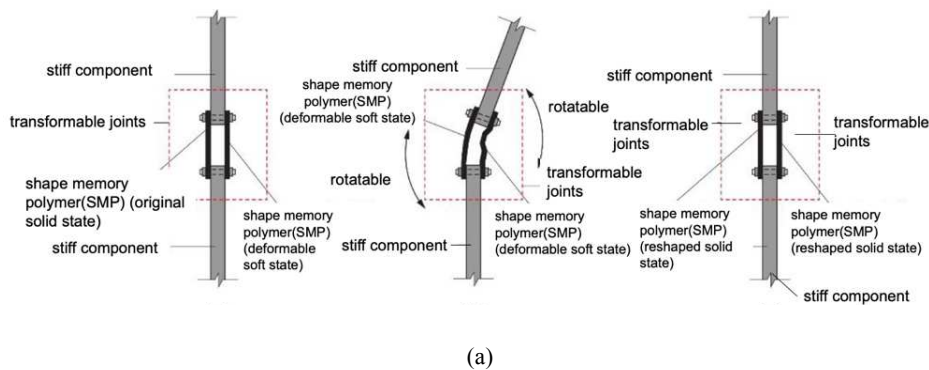 stiff component
transformable joints
shape memory
polymer(SMP) (original
solid state)
shape memory
polymer(SMP)
(deformable
soft state)
stiff component
stiff component
shape memory
polymer(SMP)
(deformable soft state)
rotatable
rotatable
transformable
joints
shape memory
polymer(SMP)
(deformable soft state)
stiff component
stiff component
transformable
joints
transformable
joints
shape memory
polymer(SMP)
(reshaped solid
state)
shape memory
polymer(SMP)
(reshaped solid state)
stiff component
(a)